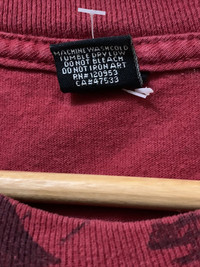 MACHINE WASH COLD
TUMBLE DRY LOW
DO NOT BLEACH
DO NOT IRON ART
RN#120953
CA#47533